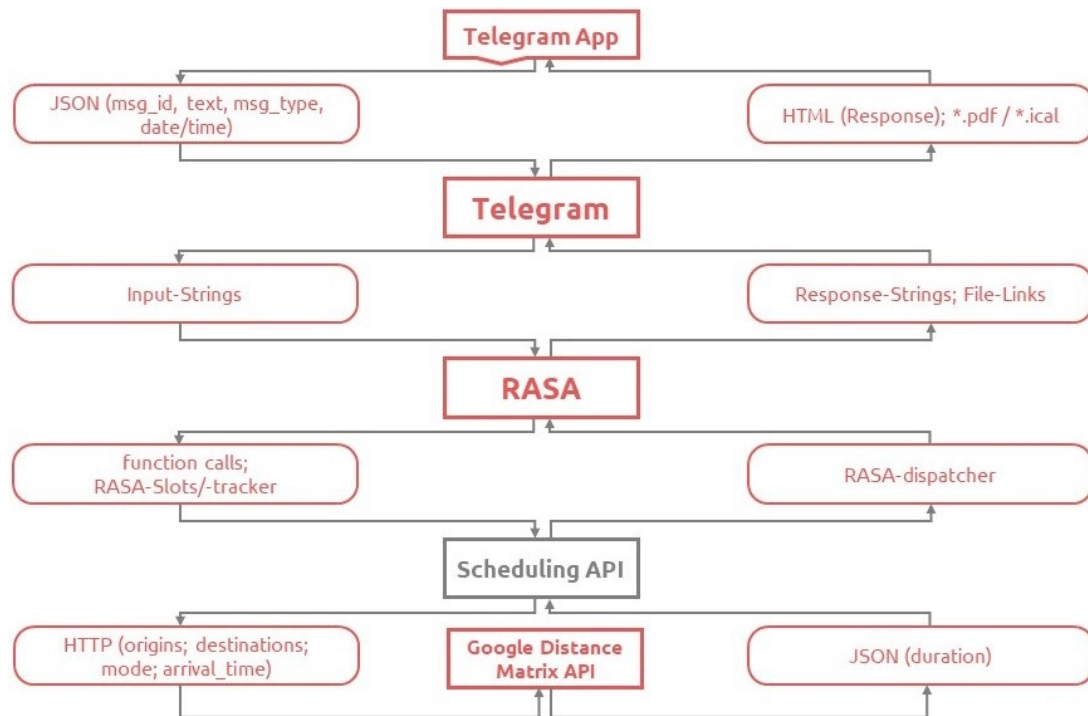 Telegram App
JSON (msg_id, text, msg_type,
date/time)
HTML (Response); *.pdf / *.ical
Telegram
Input-Strings
Response-Strings; File-Links
RASA
function calls;
RASA-Slots/-tracker
RASA-dispatcher
Scheduling API
HTTP (origins; destinations;
mode; arrival_time)
Google Distance
Matrix API
JSON (duration)